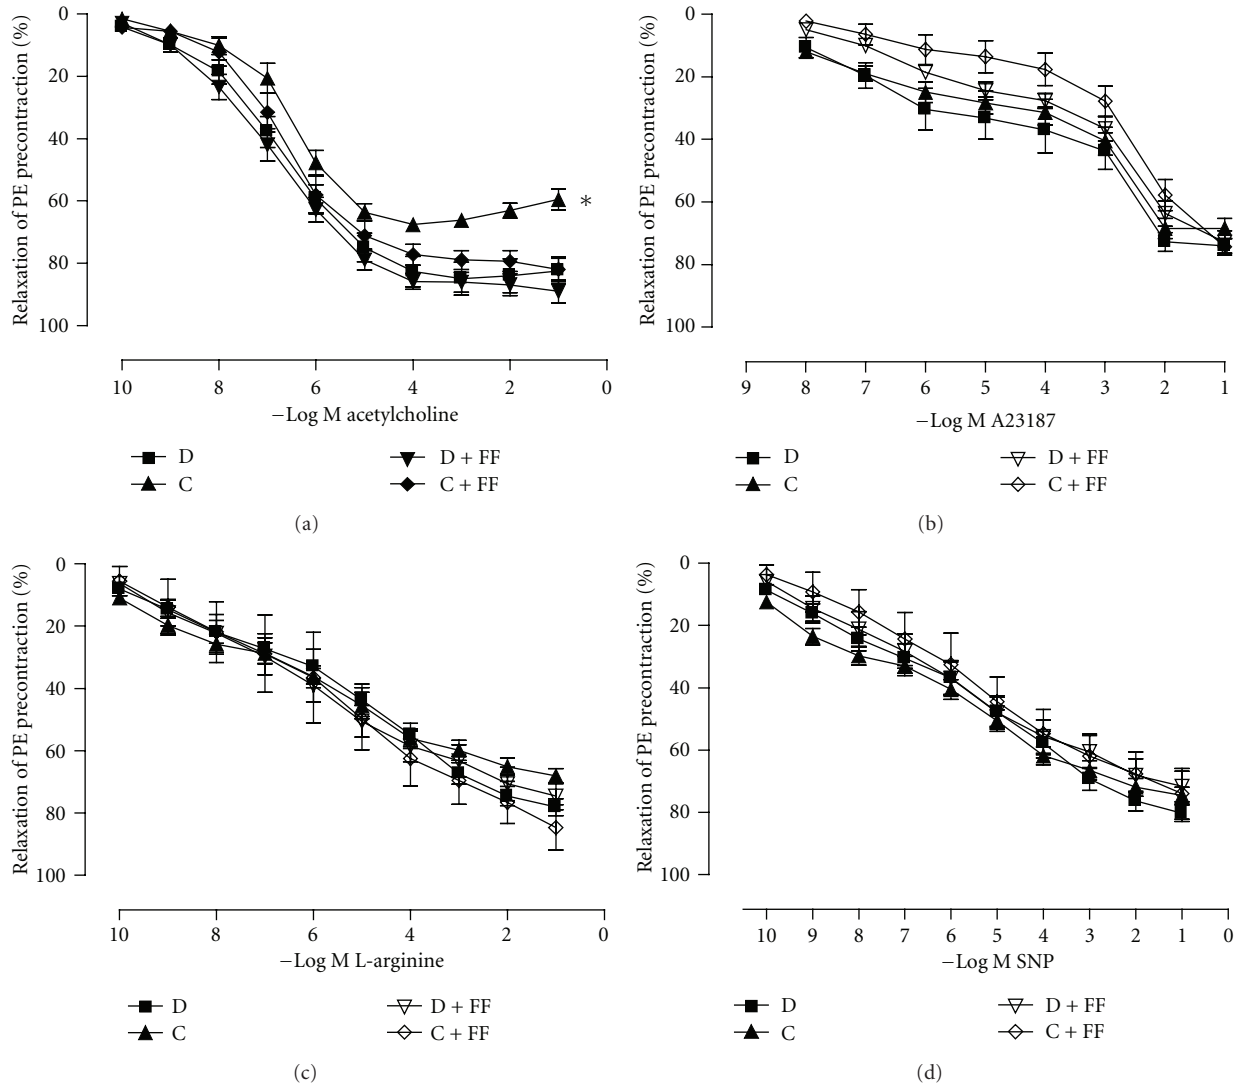 Relaxation of PE precontraction (%)
0
20
40
60
80
100
*
10 8 6 4 2 0
−Log M acetylcholine
D
D + FF
C
C + FF
(a)
Relaxation of PE precontraction (%)
0
20
40
60
80
100
9 8 7 6 5 4 3 2 1
−Log M A23187
D
D + FF
C
C + FF
(b)
Relaxation of PE precontraction (%)
0
20
40
60
80
100
10 8 6 4 2 0
−Log M L-arginine
D
D + FF
C
C + FF
(c)
Relaxation of PE precontraction (%)
0
20
40
60
80
100
10 9 8 7 6 5 4 3 2 1 0
−Log M SNP
D
D + FF
C
C + FF
(d)